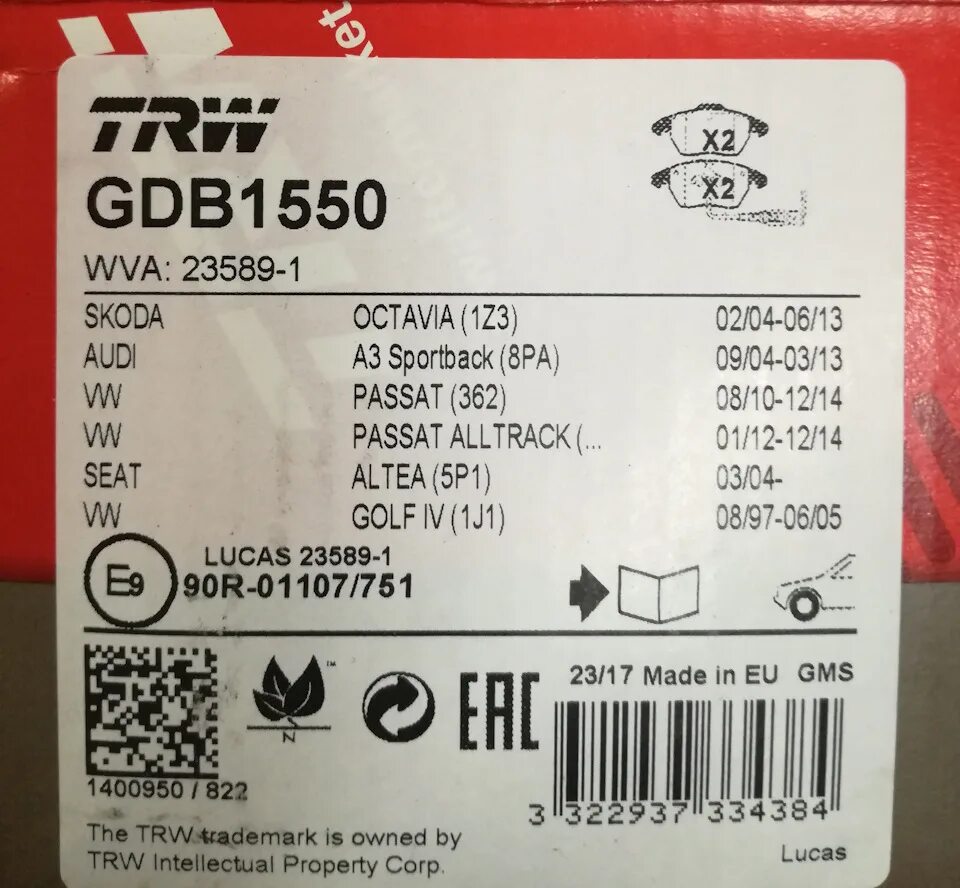 ket
TRW
GDB1550
X2
X2
WVA: 23589-1
SKODA OCTAVIA (1Z3) 02/04-06/13
AUDI A3 Sportback (8PA) 09/04-03/13
VW PASSAT (362) 08/10-12/14
VW PASSAT ALLTRACK (... 01/12-12/14
SEAT ALTEA (5P1) 03/04-
VW GOLF IV (1J1) 08/97-06/05
E9
LUCAS 23589-1
90R-01107/751
23/17 Made in EU GMS
™
N
EAC
1400950 / 822
3 322937 334384
The TRW trademark is owned by
TRW Intellectual Property Corp.
Lucas